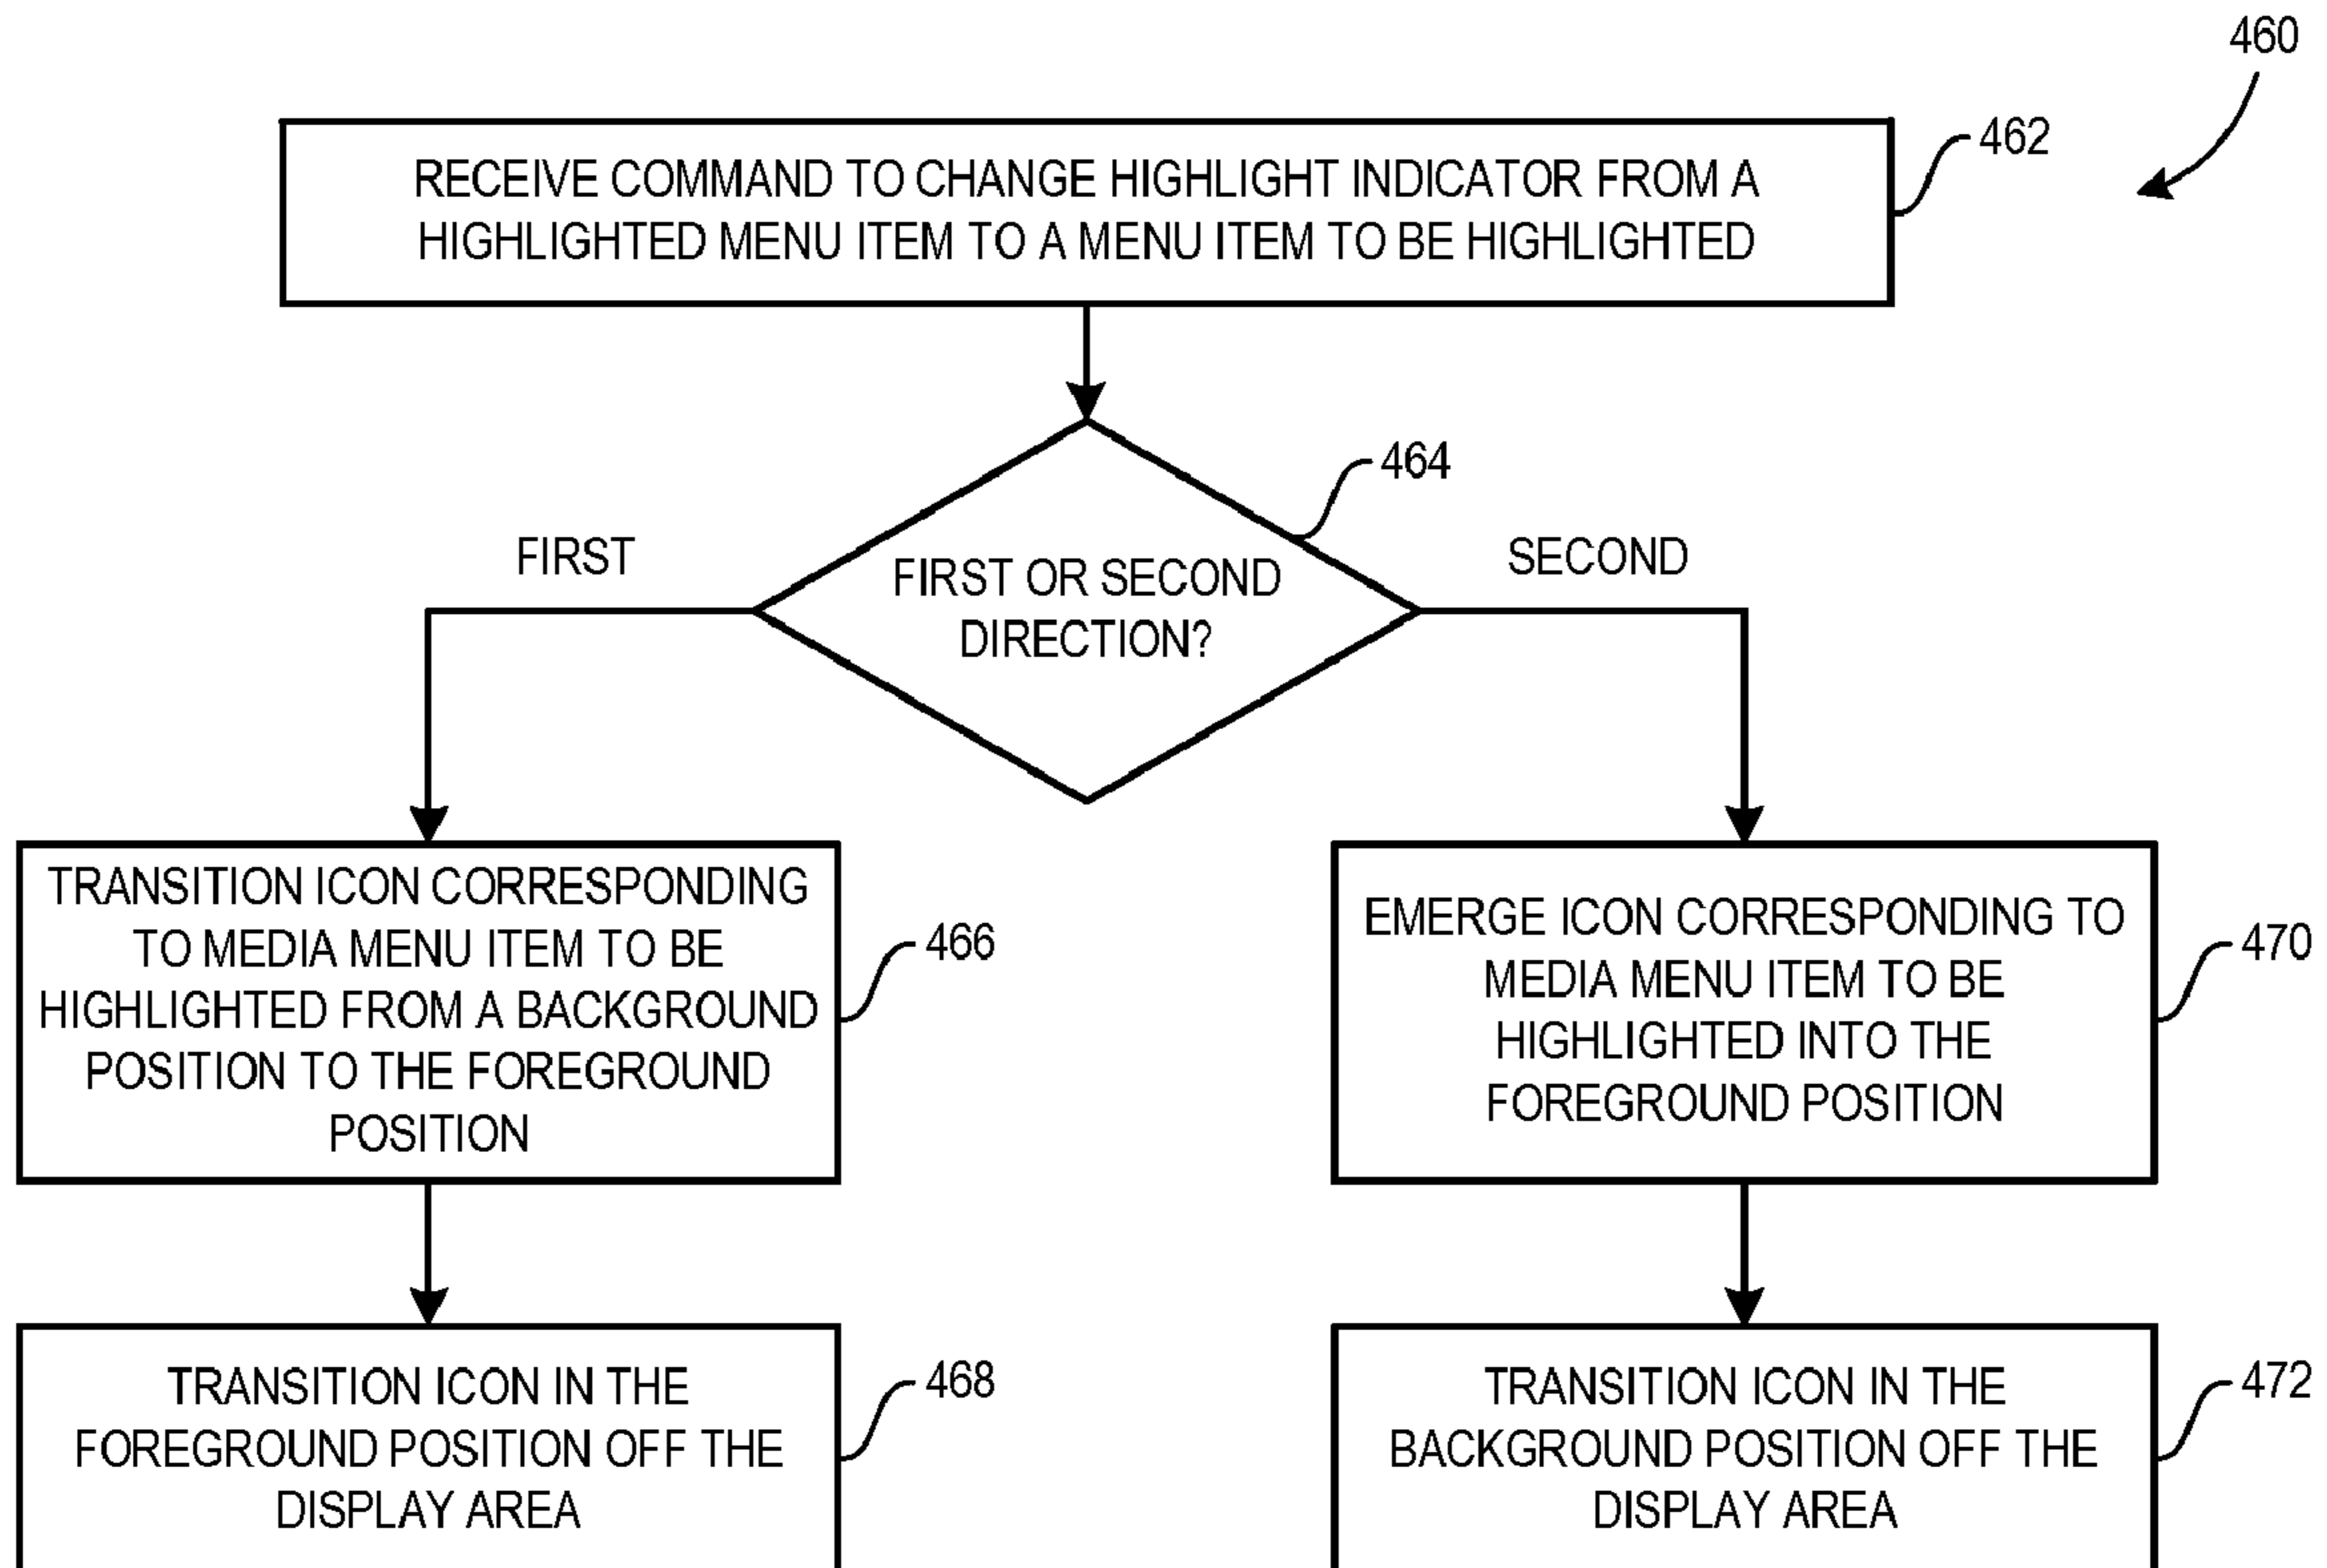 460
RECEIVE COMMAND TO CHANGE HIGHLIGHT INDICATOR FROM A
HIGHLIGHTED MENU ITEM TO A MENU ITEM TO BE HIGHLIGHTED
462
464
FIRST OR SECOND
DIRECTION?
FIRST
SECOND
TRANSITION ICON CORRESPONDING
TO MEDIA MENU ITEM TO BE
HIGHLIGHTED FROM A BACKGROUND
POSITION TO THE FOREGROUND
POSITION
466
EMERGE ICON CORRESPONDING TO
MEDIA MENU ITEM TO BE
HIGHLIGHTED INTO THE
FOREGROUND POSITION
470
TRANSITION ICON IN THE
FOREGROUND POSITION OFF THE
DISPLAY AREA
468
TRANSITION ICON IN THE
BACKGROUND POSITION OFF THE
DISPLAY AREA
472